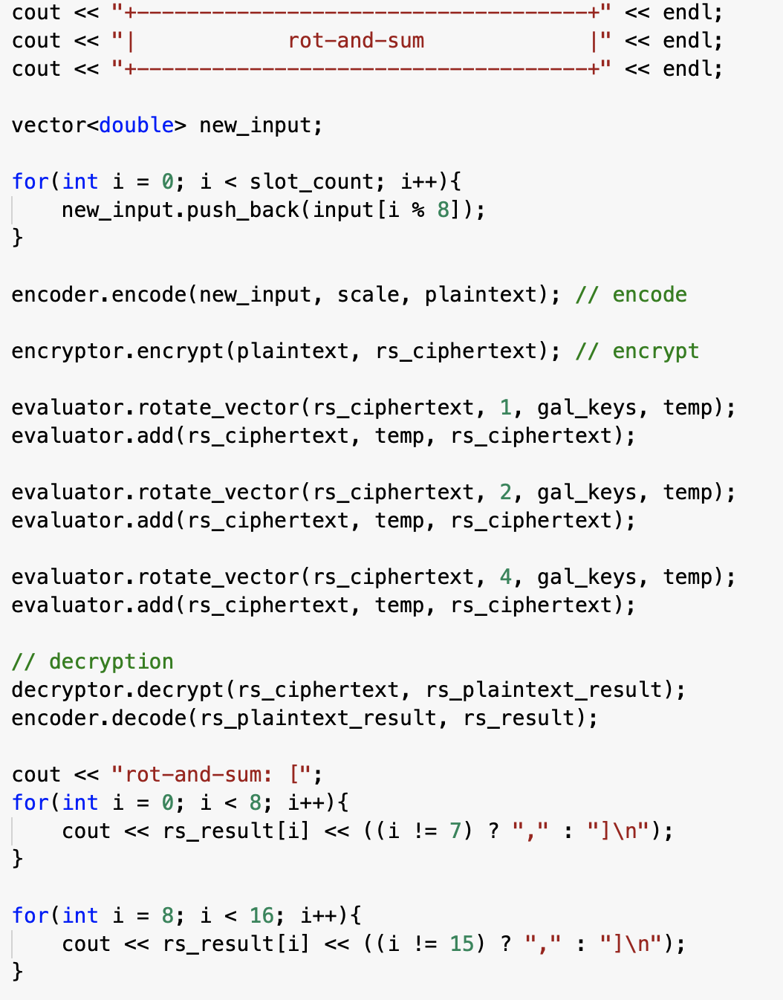 cout << "+------------------------------------+" << endl;
cout << "|            rot-and-sum             |" << endl;
cout << "+------------------------------------+" << endl;

vector<double> new_input;

for(int i = 0; i < slot_count; i++){
    new_input.push_back(input[i % 8]);
}

encoder.encode(new_input, scale, plaintext); // encode

encryptor.encrypt(plaintext, rs_ciphertext); // encrypt

evaluator.rotate_vector(rs_ciphertext, 1, gal_keys, temp);
evaluator.add(rs_ciphertext, temp, rs_ciphertext);

evaluator.rotate_vector(rs_ciphertext, 2, gal_keys, temp);
evaluator.add(rs_ciphertext, temp, rs_ciphertext);

evaluator.rotate_vector(rs_ciphertext, 4, gal_keys, temp);
evaluator.add(rs_ciphertext, temp, rs_ciphertext);

// decryption
decryptor.decrypt(rs_ciphertext, rs_plaintext_result);
encoder.decode(rs_plaintext_result, rs_result);

cout << "rot-and-sum: [";
for(int i = 0; i < 8; i++){
    cout << rs_result[i] << ((i != 7) ? "," : "]\n");
}

for(int i = 8; i < 16; i++){
    cout << rs_result[i] << ((i != 15) ? "," : "]\n");
}